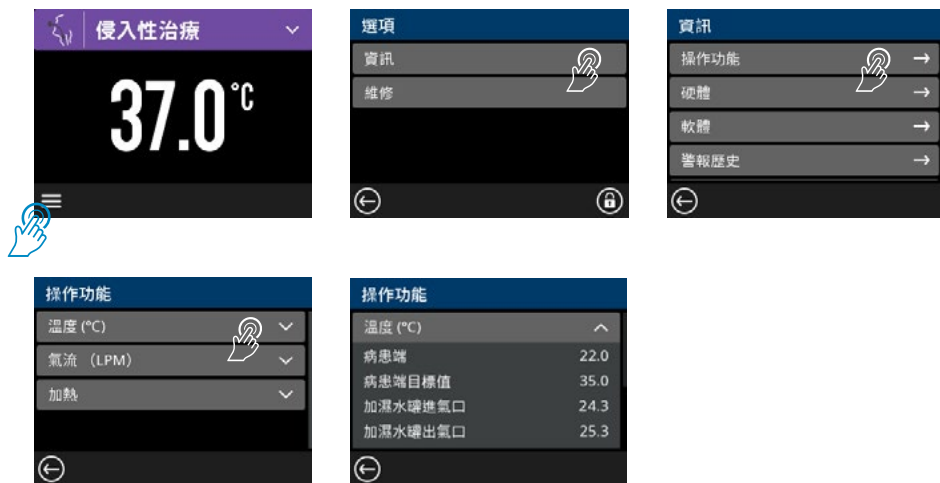 侵入性治療
37.0°C
選項
資訊
維修
資訊
操作功能
硬體
軟體
警報歷史
操作功能
溫度 (°C)
氣流 （LPM）
加熱
操作功能
溫度 (°C)
病患端 22.0
病患端目標值 35.0
加濕水罐進氣口 24.3
加濕水罐出氣口 25.3